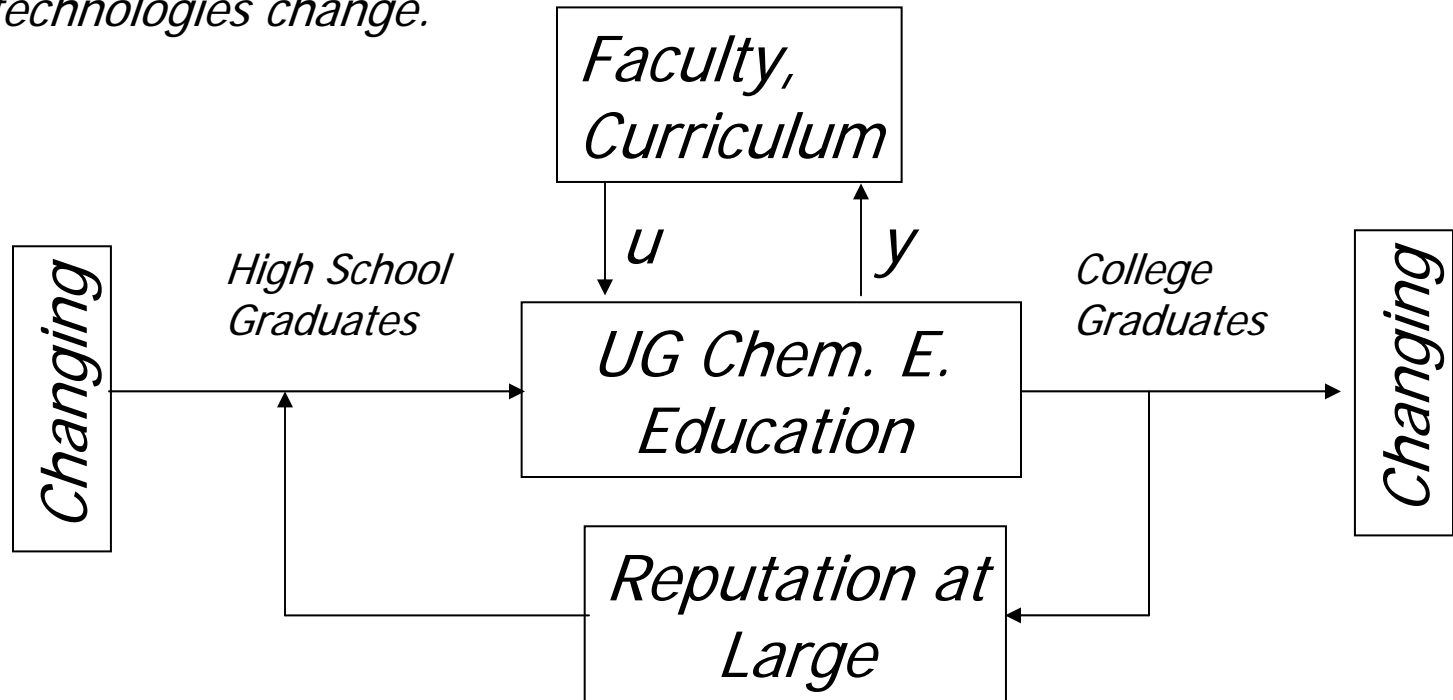 technologies change.
Faculty,
Curriculum
u
y
High School
Graduates
College
Graduates
Changing
UG Chem. E.
Education
Changing
Reputation at
Large